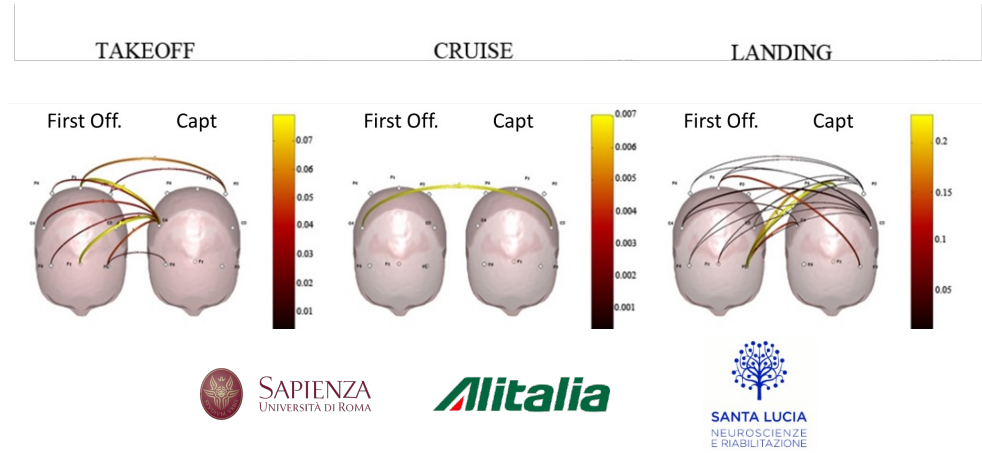 TAKEOFF CRUISE LANDING
First Off. Capt First Off. Capt First Off. Capt
0.07
0.06
0.05
0.04
0.03
0.02
0.01
0.007
0.006
0.005
0.004
0.003
0.002
0.001
0.2
0.15
0.1
0.05
SAPIENZA
UNIVERSITÀ DI ROMA
Alitalia
SANTA LUCIA
NEUROSCIENZE
E RIABILITAZIONE